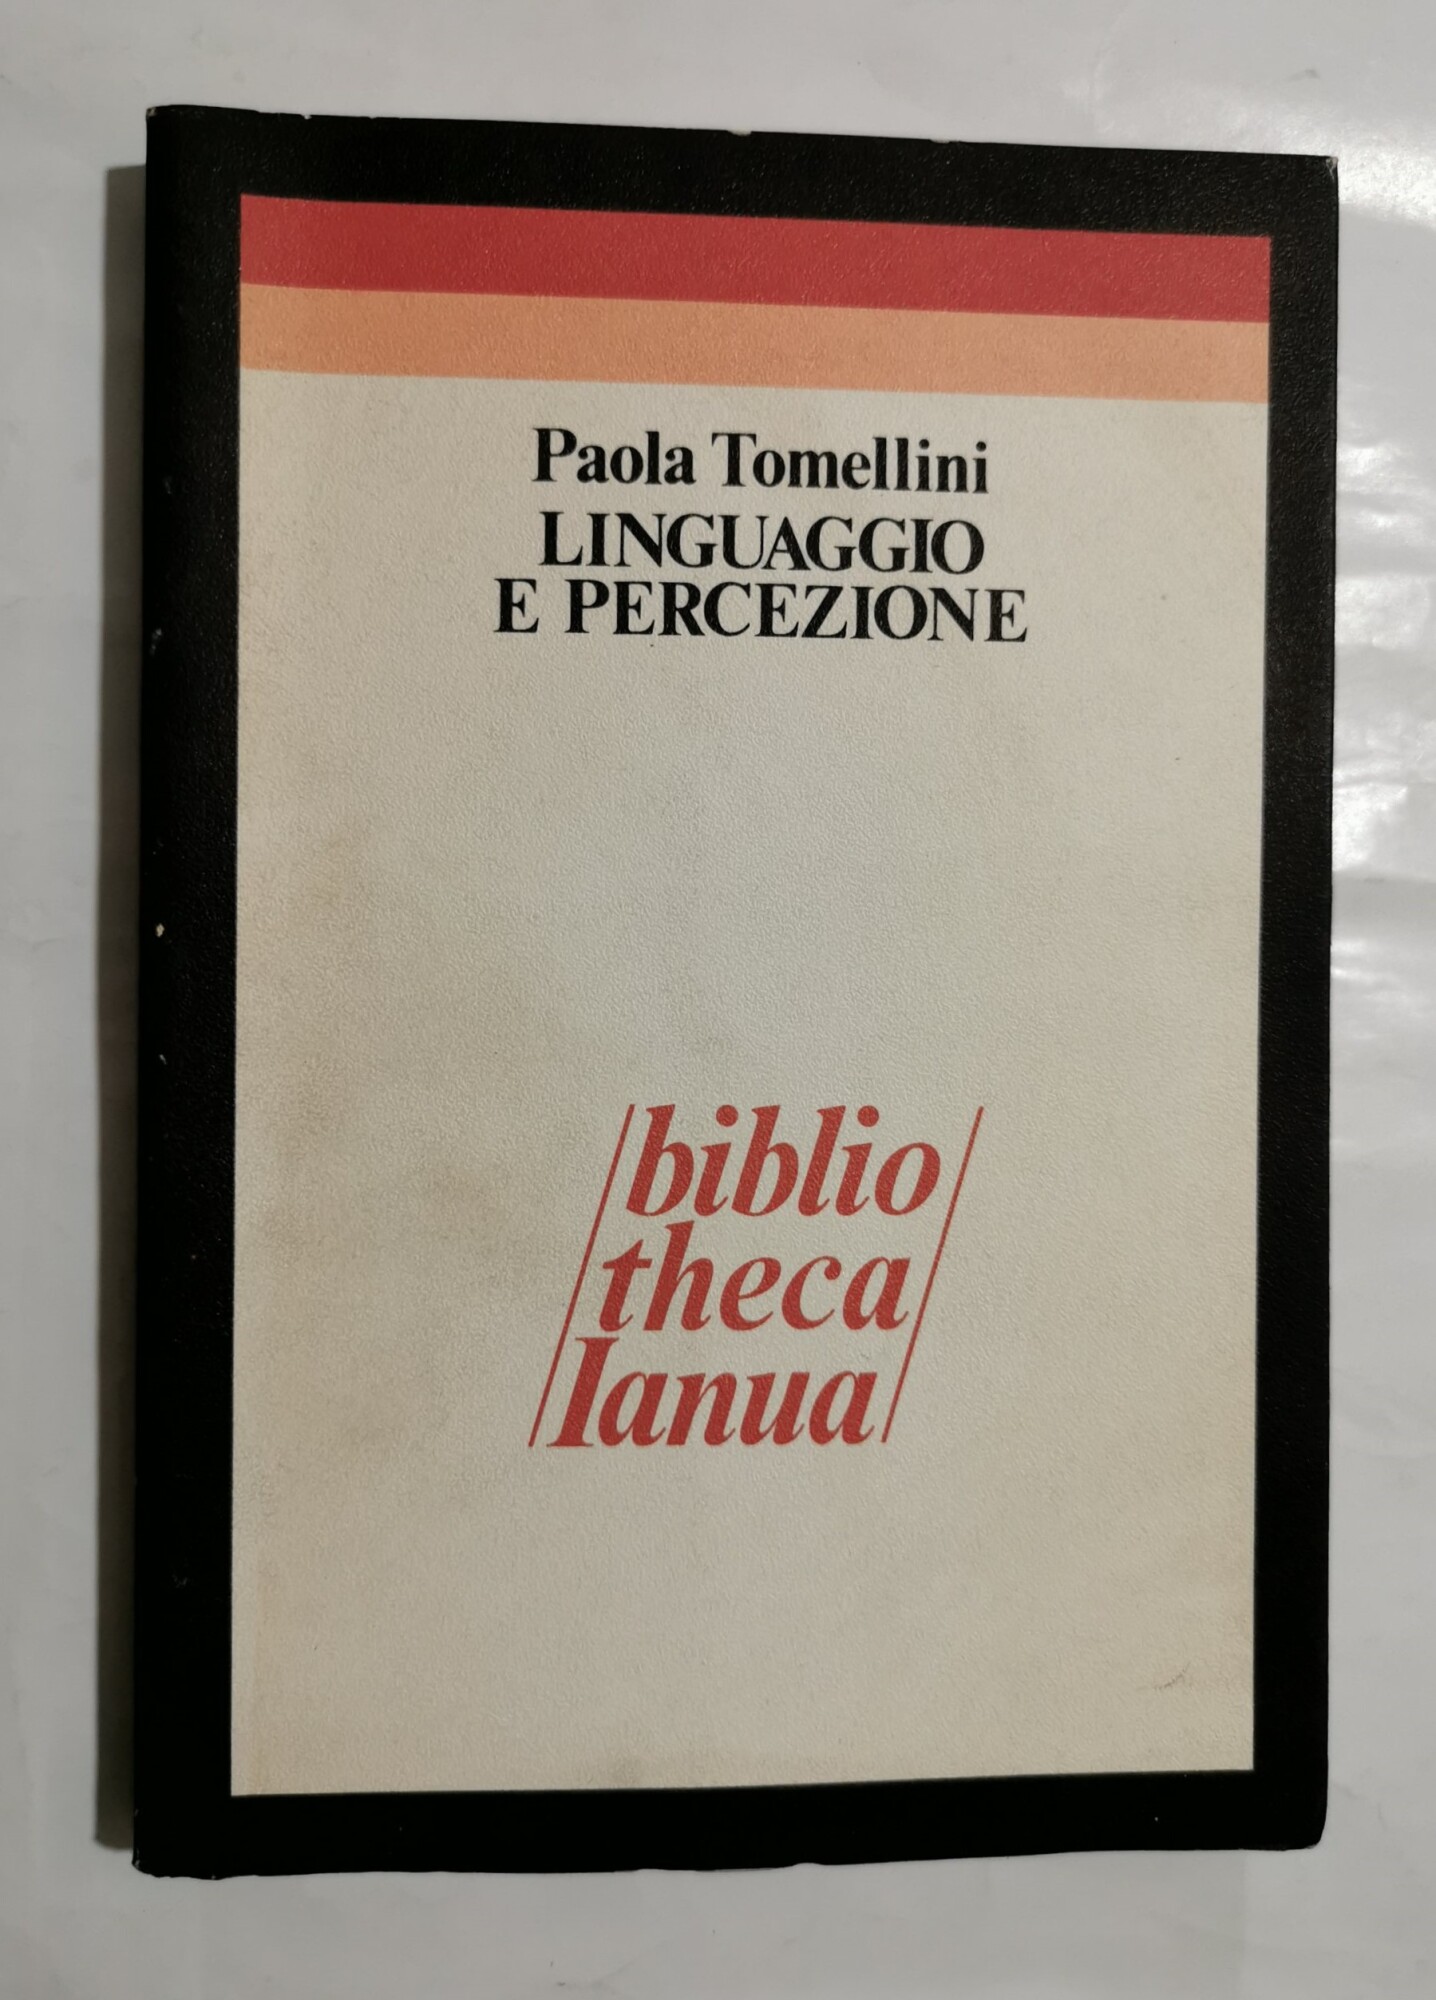 Paola Tomellini
LINGUAGGIO
E PERCEZIONE
biblio
theca
Ianua